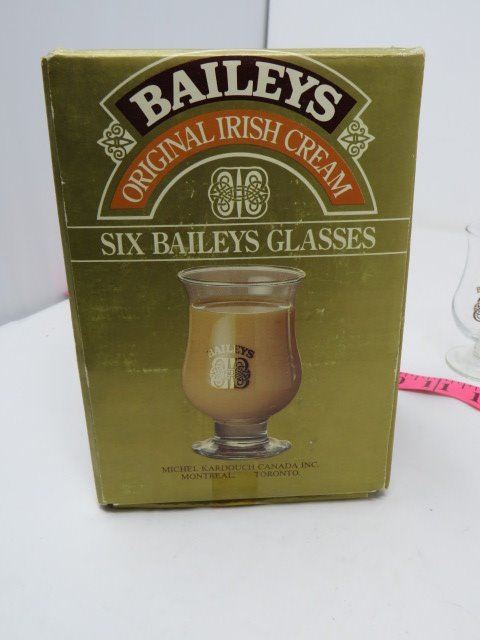 BAILEYS
ORIGINAL IRISH CREAM
SIX BAILEYS GLASSES
BAILEYS
MICHEL KARDOUCH CANADA INC.
MONTREAL. TORONTO.